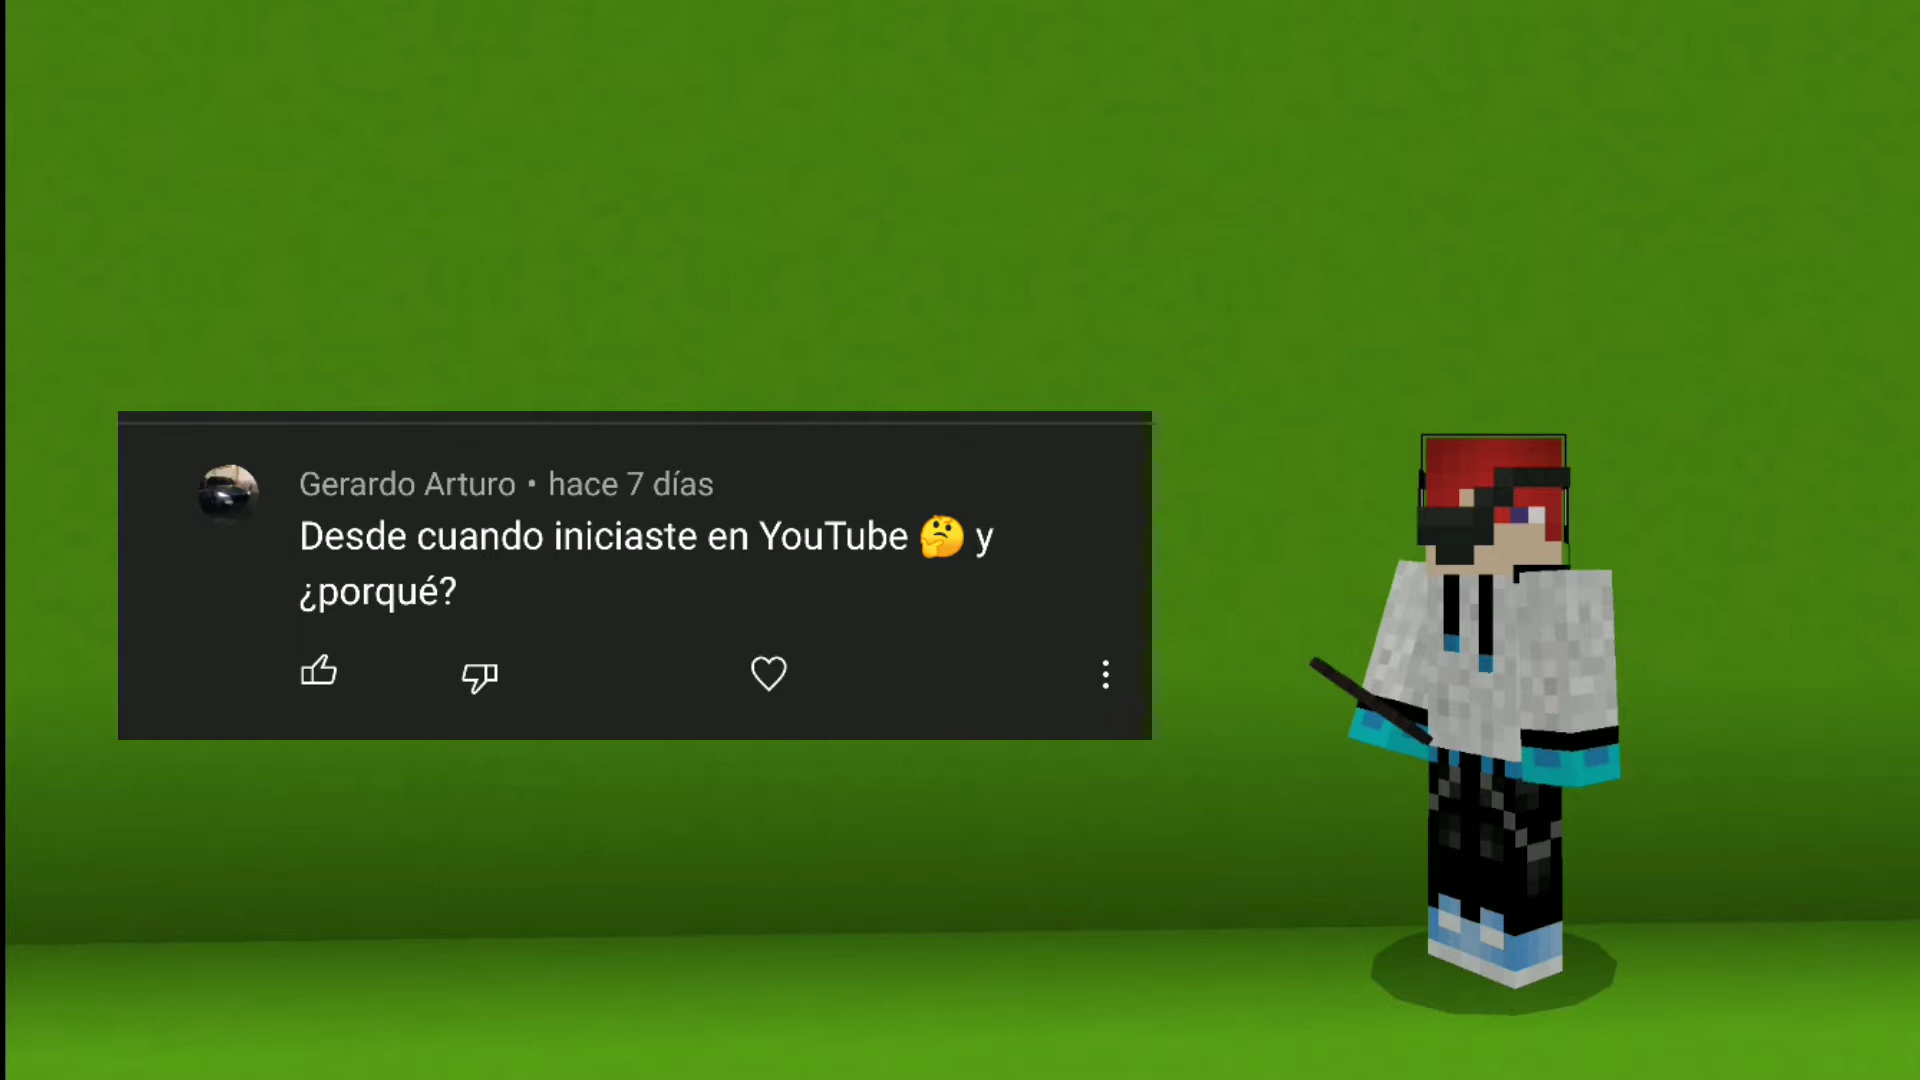 Gerardo Arturo • hace 7 días
Desde cuando iniciaste en YouTube 🤔 y
¿porqué?